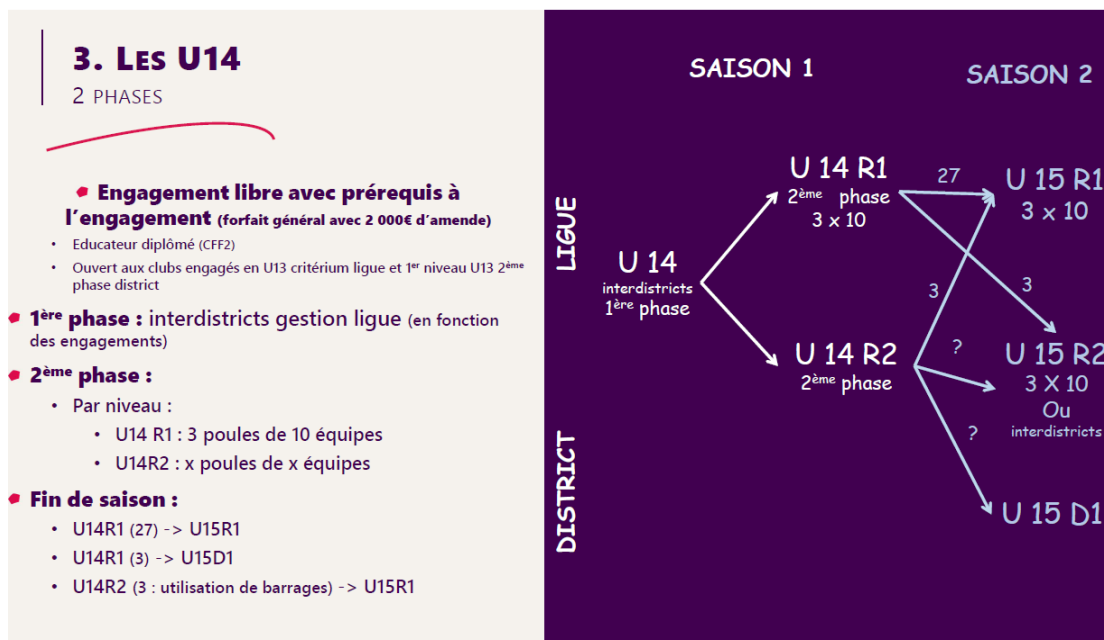 3. Les U14
2 phases
Engagement libre avec prérequis à
l'engagement (forfait général avec 2 000€ d'amende)
• Educateur diplômé (CFF2)
• Ouvert aux clubs engagés en U13 critérium ligue et 1er niveau U13 2ème
phase district
1ère phase : interdistricts gestion ligue (en fonction
des engagements)
2ème phase :
• Par niveau :
• U14 R1 : 3 poules de 10 équipes
• U14R2 : x poules de x équipes
Fin de saison :
• U14R1 (27) -> U15R1
• U14R1 (3) -> U15D1
• U14R2 (3 : utilisation de barrages) -> U15R1
SAISON 1
SAISON 2
LIGUE
DISTRICT
U 14
interdistricts
1ère phase
U 14 R1
2ème phase
3 x 10
U 14 R2
2ème phase
27
3
3
?
?
U 15 R1
3 x 10
U 15 R2
3 X 10
Ou
interdistricts
U 15 D1